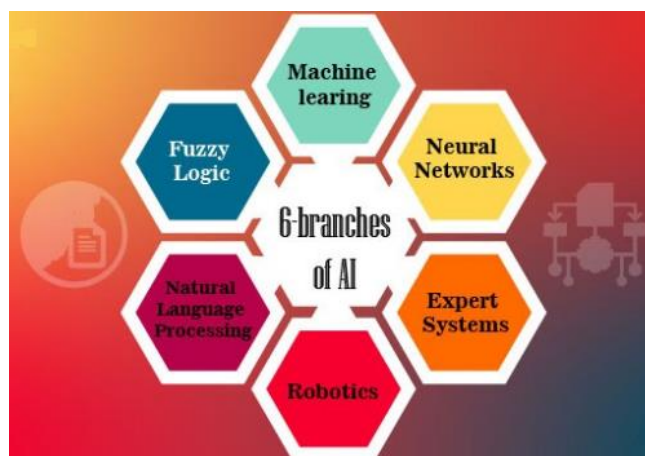 Machine
learing
Neural
Networks
Expert
Systems
Robotics
Natural
Language
Processing
Fuzzy
Logic
6-branches
of AI